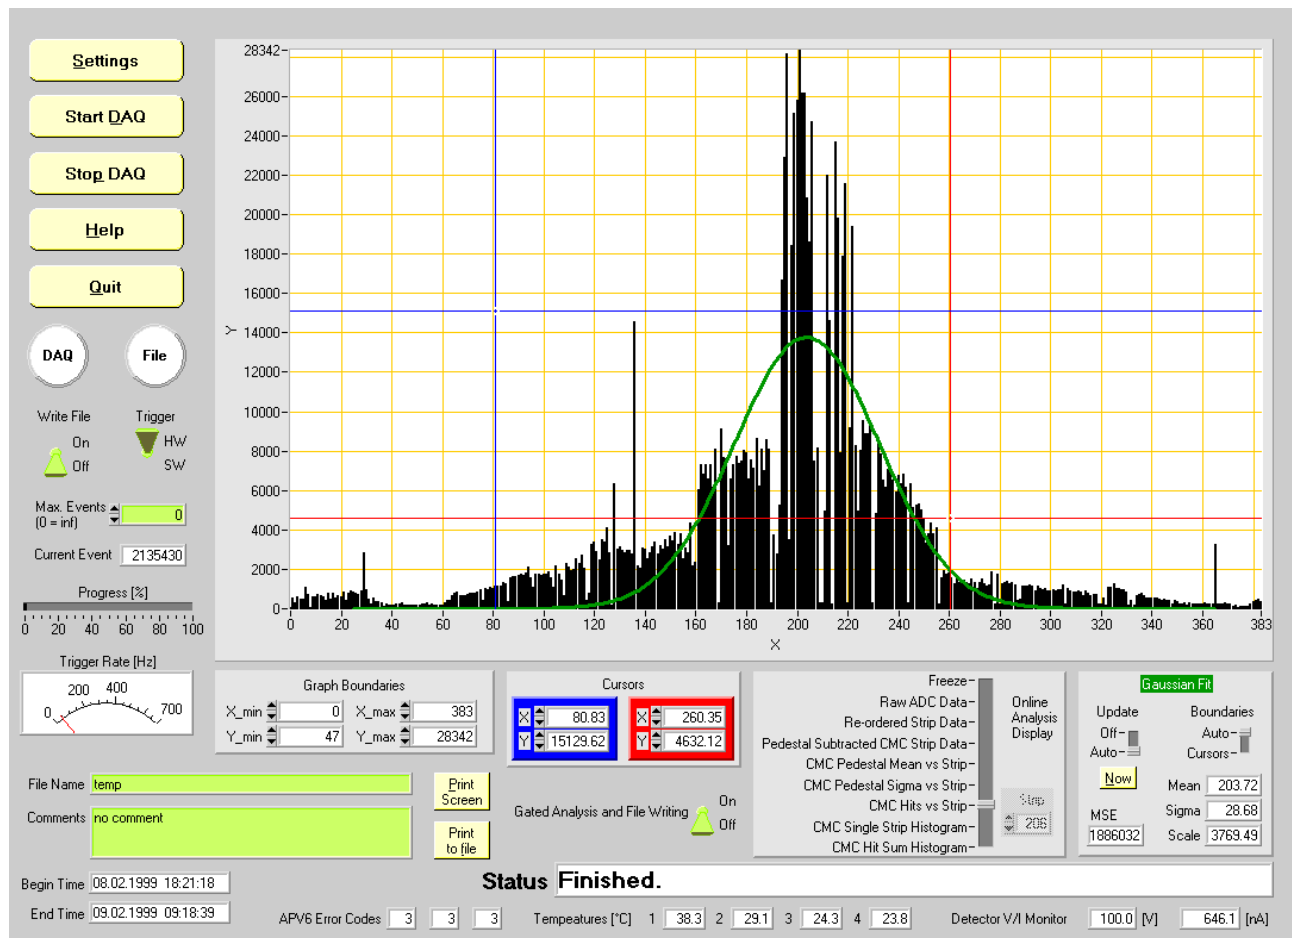 Settings
Start DAQ
Stop DAQ
Help
Quit
DAQ File
Write File Trigger
On HW
Off SW
Max. Events
(0 = inf) 0
Current Event 2135430
Progress [%]
0 20 40 60 80 100
Trigger Rate [Hz]
0 200 400 700
28342
26000
24000
22000
20000
18000
16000
Y 14000
12000
10000
8000
6000
4000
2000
0
0 20 40 60 80 100 120 140 160 180 200 220 240 260 280 300 320 340 360 383
X
Graph Boundaries
X_min 0 X_max 383
Y_min 47 Y_max 28342
Cursors
X 80.83 X 260.35
Y 15129.62 Y 4632.12
Freeze
Raw ADC Data
Re-ordered Strip Data
Pedestal Subtracted CMC Strip Data
CMC Pedestal Mean vs Strip
CMC Pedestal Sigma vs Strip
CMC Hits vs Strip
CMC Single Strip Histogram
CMC Hit Sum Histogram
Online
Analysis
Display
Strip
206
Gaussian Fit
Update Boundaries
Off Auto
Auto Cursors
Now
Mean 203.72
MSE Sigma 28.68
1886032 Scale 3769.49
File Name temp
Comments no comment
Print
Screen
Print
to file
Gated Analysis and File Writing On
Off
Begin Time 08.02.1999 18:21:18
Status Finished.
End Time 09.02.1999 09:18:39
APV6 Error Codes 3 3 3
Tempeatures [°C] 1 38.3 2 29.1 3 24.3 4 23.8
Detector V/I Monitor 100.0 [V] 646.1 [nA]